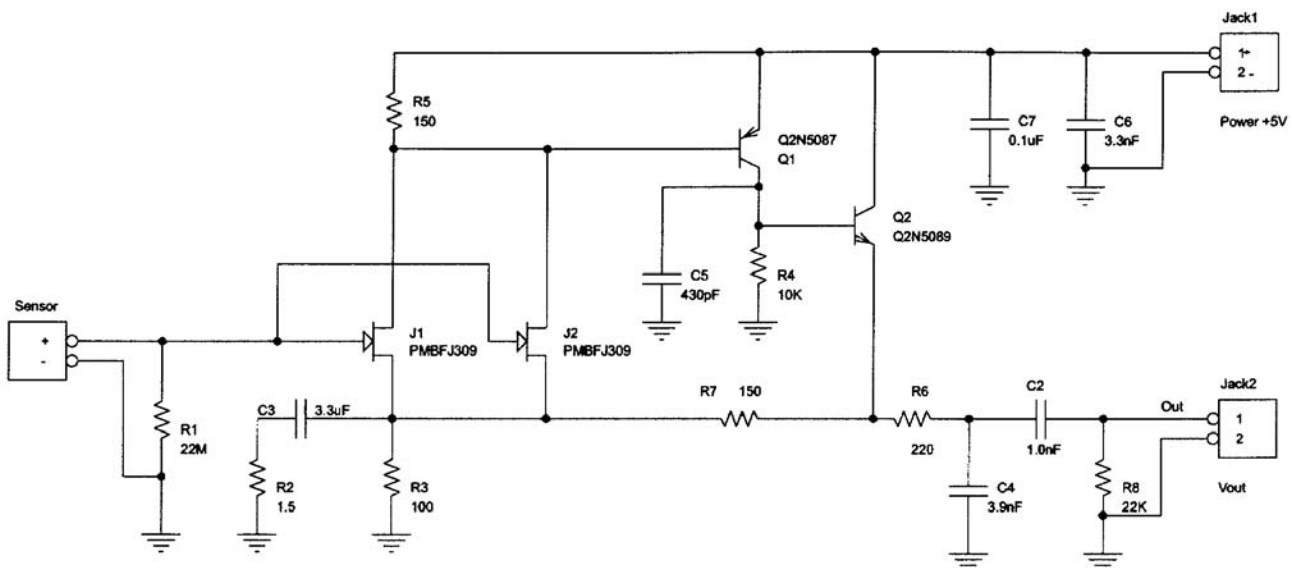 Jack1
1+
2 -
Power +5V
R5
150
C7
0.1uF
C6
3.3nF
Q2N5087
Q1
Q2
Q2N5089
C5
430pF
R4
10K
Sensor
+
-
J1
PMBFJ309
J2
PMBFJ309
R7 150
R6
220
C2
1.0nF
Out
Jack2
1
2
Vout
C3 3.3uF
R1
22M
R2
1.5
R3
100
C4
3.9nF
R8
22K